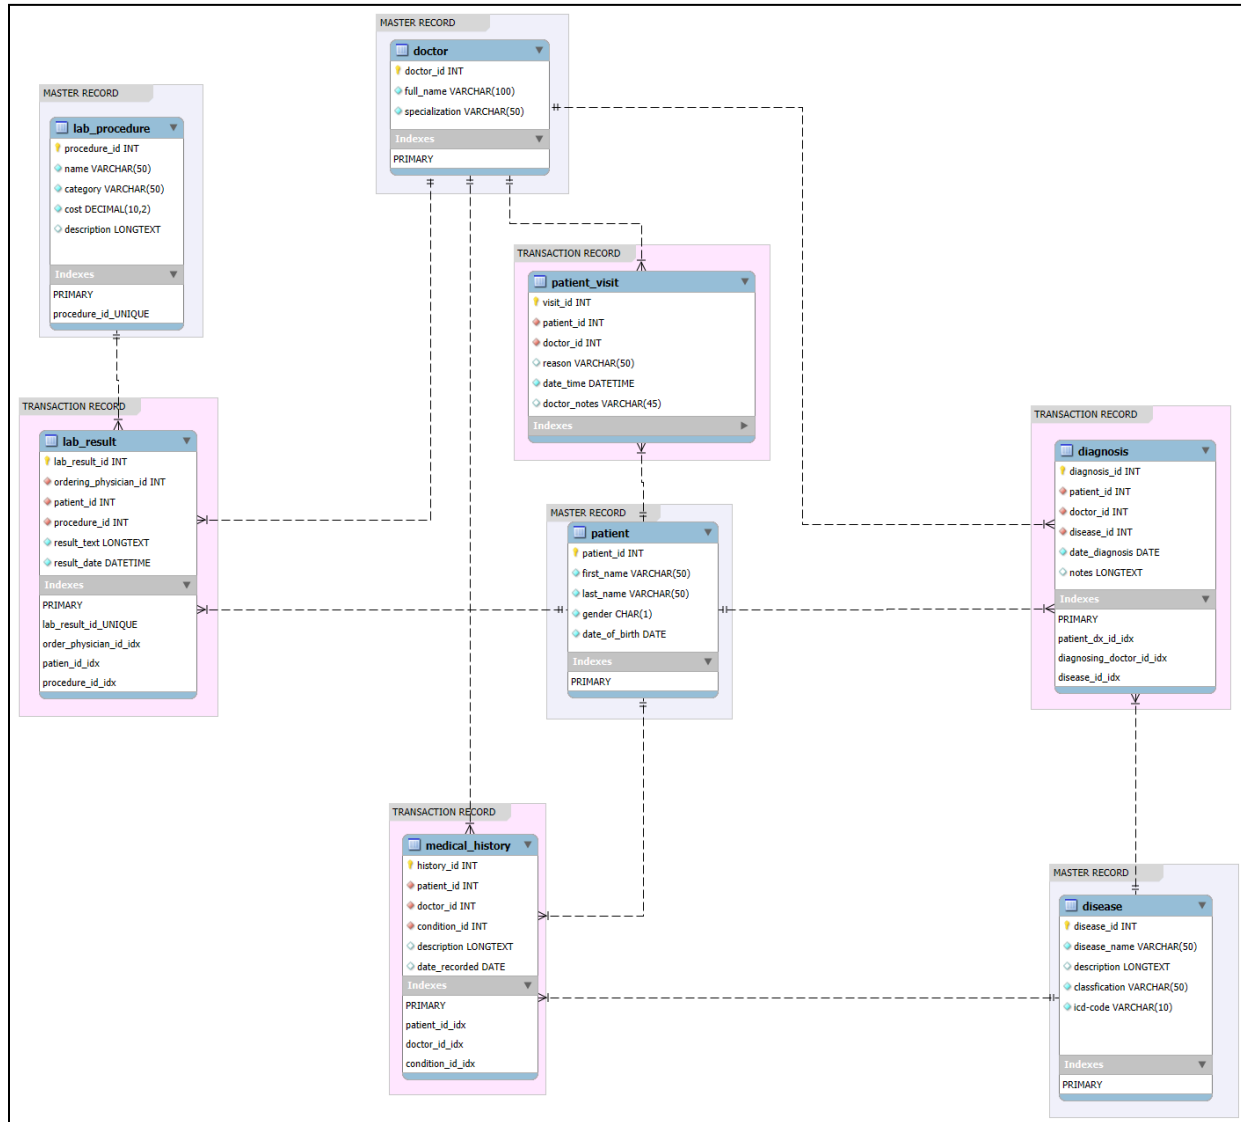 MASTER RECORD
doctor
doctor_id INT
full_name VARCHAR(100)
specialization VARCHAR(50)
Indexes
PRIMARY
MASTER RECORD
lab_procedure
procedure_id INT
name VARCHAR(50)
category VARCHAR(50)
cost DECIMAL(10,2)
description LONGTEXT
Indexes
PRIMARY
procedure_id_UNIQUE
TRANSACTION RECORD
patient_visit
visit_id INT
patient_id INT
doctor_id INT
reason VARCHAR(50)
date_time DATETIME
doctor_notes VARCHAR(45)
Indexes
TRANSACTION RECORD
lab_result
lab_result_id INT
ordering_physician_id INT
patient_id INT
procedure_id INT
result_text LONGTEXT
result_date DATETIME
Indexes
PRIMARY
lab_result_id_UNIQUE
order_physician_id_idx
patien_id_idx
procedure_id_idx
MASTER RECORD
patient
patient_id INT
first_name VARCHAR(50)
last_name VARCHAR(50)
gender CHAR(1)
date_of_birth DATE
Indexes
PRIMARY
TRANSACTION RECORD
diagnosis
diagnosis_id INT
patient_id INT
doctor_id INT
disease_id INT
date_diagnosis DATE
notes LONGTEXT
Indexes
PRIMARY
patient_dx_id_idx
diagnosing_doctor_id_idx
disease_id_idx
TRANSACTION RECORD
medical_history
history_id INT
patient_id INT
doctor_id INT
condition_id INT
description LONGTEXT
date_recorded DATE
Indexes
PRIMARY
patient_id_idx
doctor_id_idx
condition_id_idx
MASTER RECORD
disease
disease_id INT
disease_name VARCHAR(50)
description LONGTEXT
classfication VARCHAR(50)
icd-code VARCHAR(10)
Indexes
PRIMARY